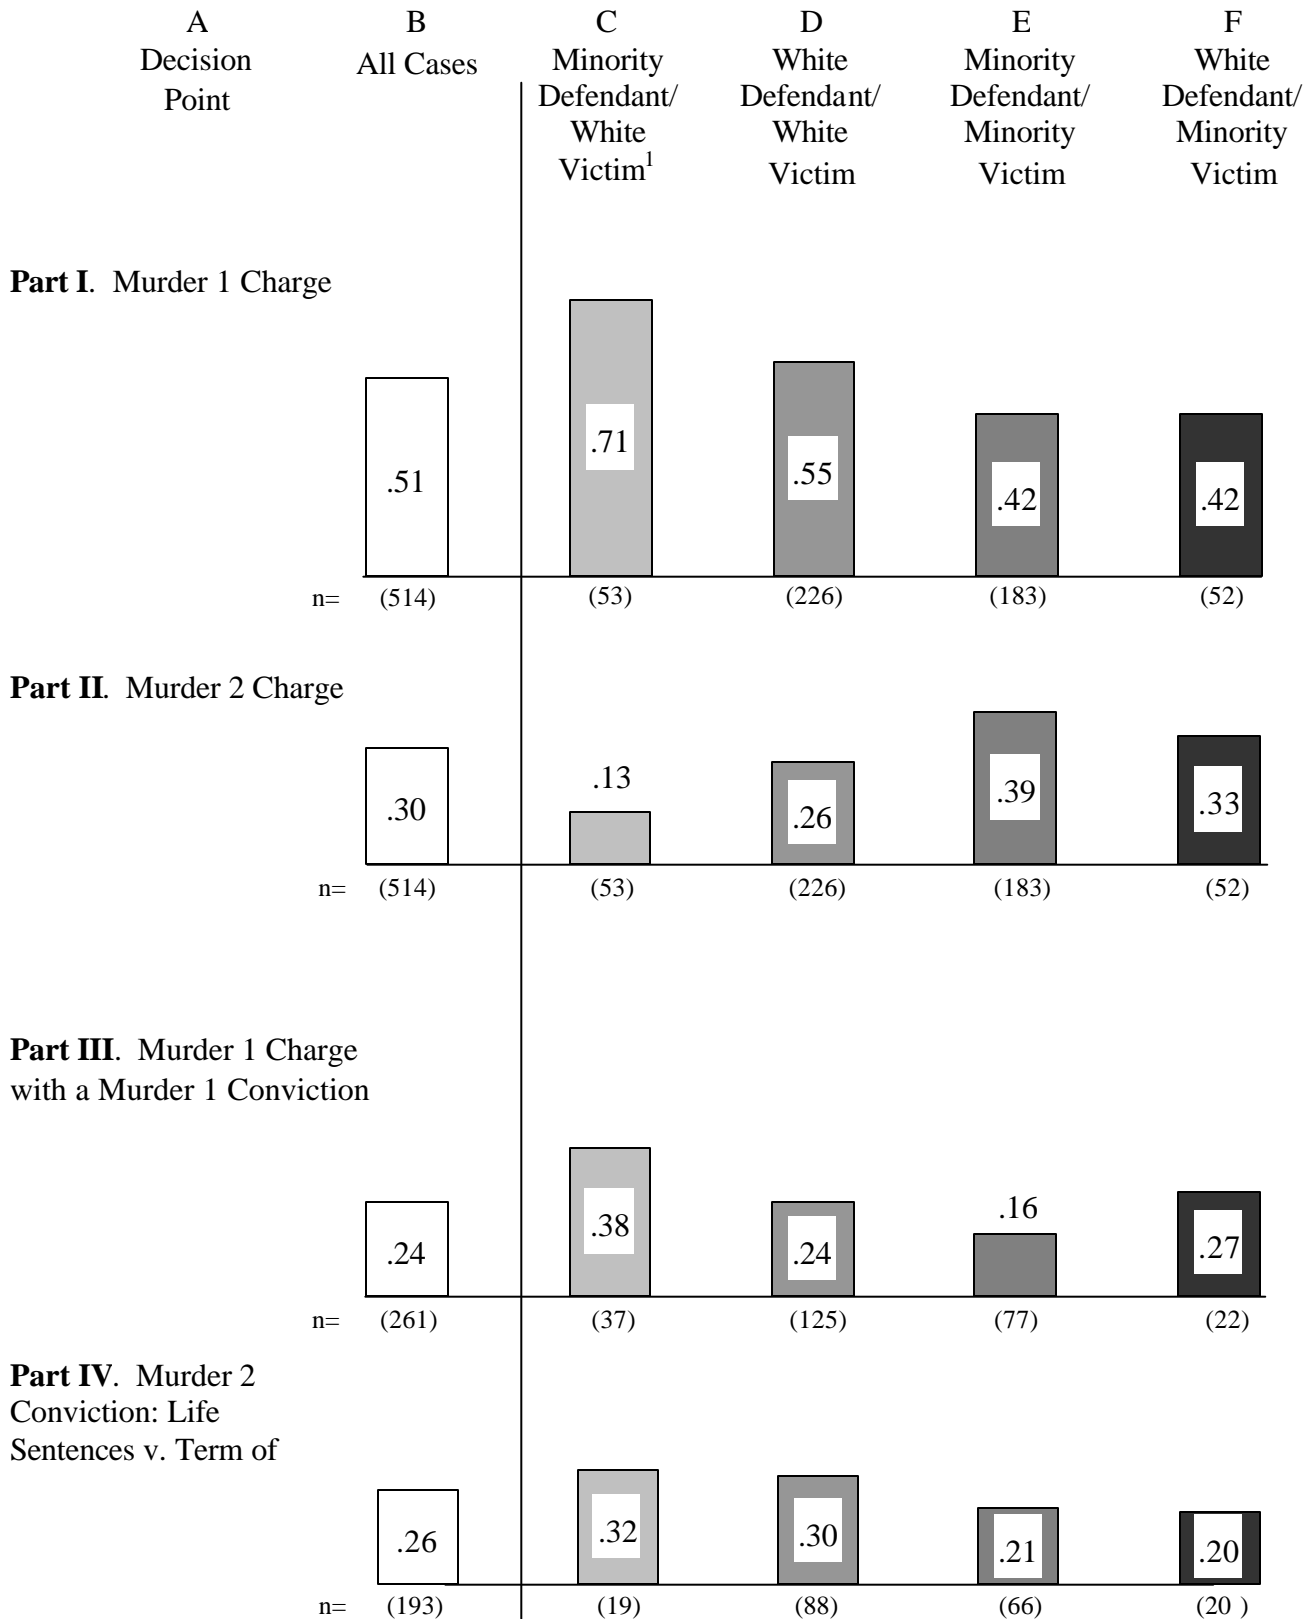 A B C D E F
Decision All Cases Minority White Minority White
Point Defendant/ Defendant/ Defendant/ Defendant/
White White Minority Minority
Victim1 Victim Victim Victim
Part I. Murder 1 Charge
.51 .71 .55 .42 .42
n= (514) (53) (226) (183) (52)
Part II. Murder 2 Charge
.30 .13 .26 .39 .33
n= (514) (53) (226) (183) (52)
Part III. Murder 1 Charge
with a Murder 1 Conviction
.24 .38 .24 .16 .27
n= (261) (37) (125) (77) (22)
Part IV. Murder 2
Conviction: Life
Sentences v. Term of
.26 .32 .30 .21 .20
n= (193) (19) (88) (66) (20 )